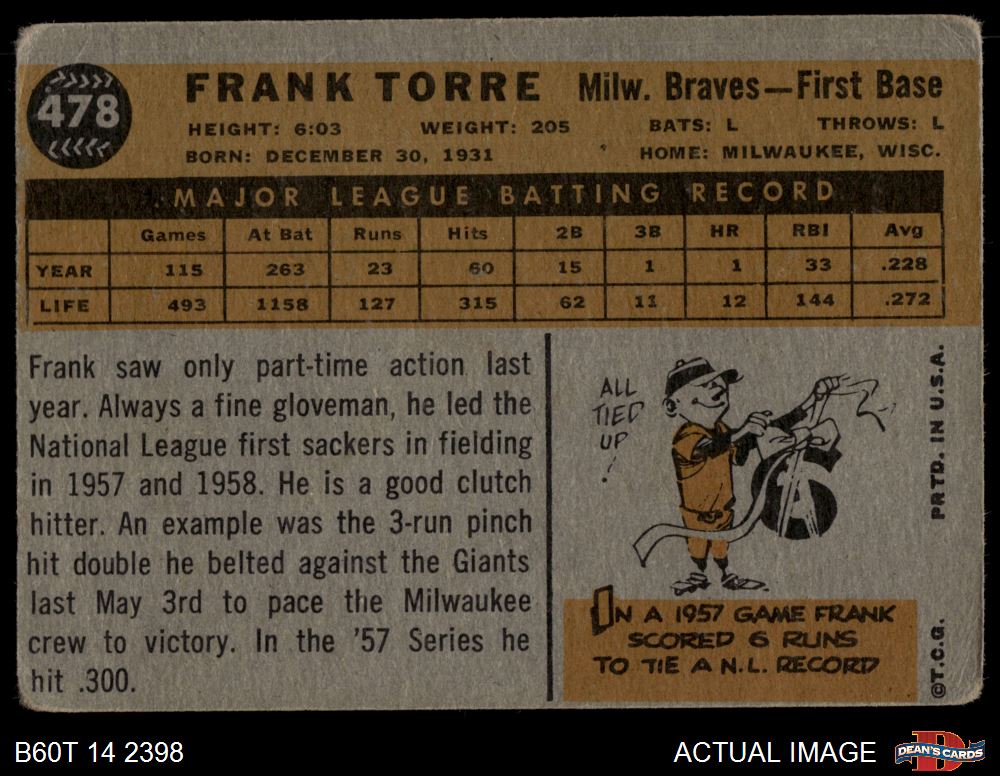 478
FRANK TORRE Milw. Braves—First Base
HEIGHT: 6:03 WEIGHT: 205 BATS: L THROWS: L
BORN: DECEMBER 30, 1931 HOME: MILWAUKEE, WISC.
MAJOR LEAGUE BATTING RECORD
Games At Bat Runs Hits 2B 3B HR RBI Avg
YEAR 115 263 23 60 15 1 1 33 .228
LIFE 493 1158 127 315 62 11 12 144 .272
Frank saw only part-time action last
year. Always a fine gloveman, he led the
National League first sackers in fielding
in 1957 and 1958. He is a good clutch
hitter. An example was the 3-run pinch
hit double he belted against the Giants
last May 3rd to pace the Milwaukee
crew to victory. In the '57 Series he
hit .300.
ALL
TIED
UP!
6
IN A 1957 GAME FRANK
SCORED 6 RUNS
TO TIE A N.L. RECORD
©T.C.G. PRTD. IN U.S.A.
B60T 14 2398 ACTUAL IMAGE
DEAN'S CARDS